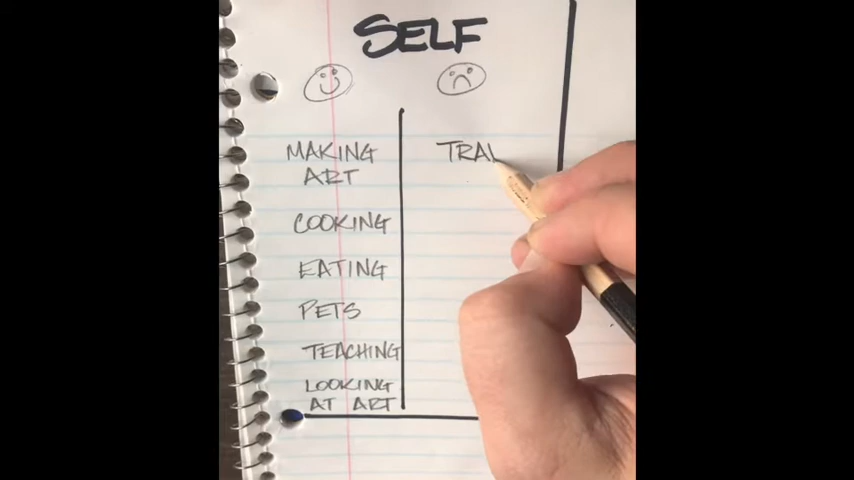 SELF
MAKING
ART
COOKING
EATING
PETS
TEACHING
LOOKING
AT ART
TRA